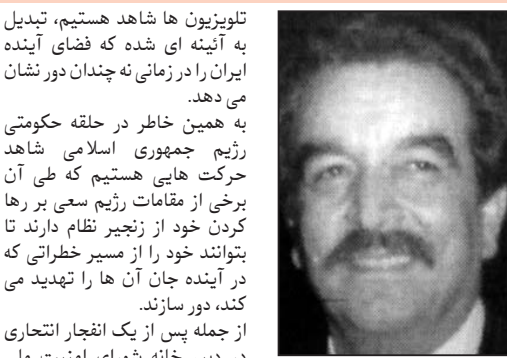 تلویزیون ها شاهد هستیم، تبدیل
به آئینه ای شده که فضای آینده
ایران را در زمانی نه چندان دور نشان
می دهد.
به همین خاطر در حلقه حکومتی
رژیم جمهوری اسلامی شاهد
حرکت هایی هستیم که طی آن
برخی از مقامات رژیم سعی بر رها
کردن خود از زنجیر نظام دارند تا
بتوانند خود را از مسیر خطراتی که
در آینده جان آن ها را تهدید می
کند، دور سازند.
از جمله پس از یک انفجار انتحاری